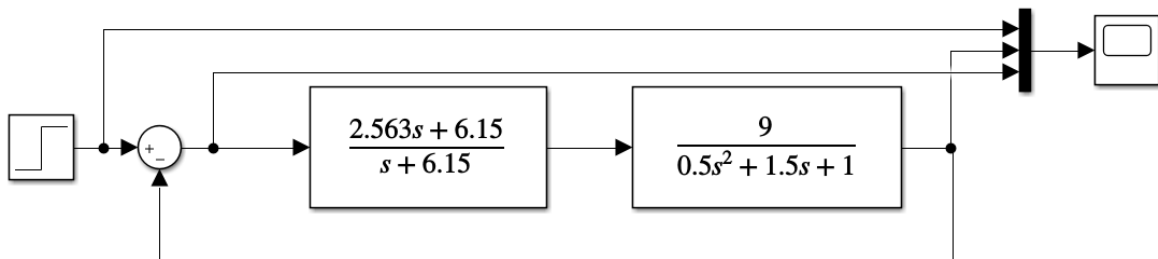 +
−
2.563s + 6.15
s + 6.15
9
0.5s² + 1.5s + 1